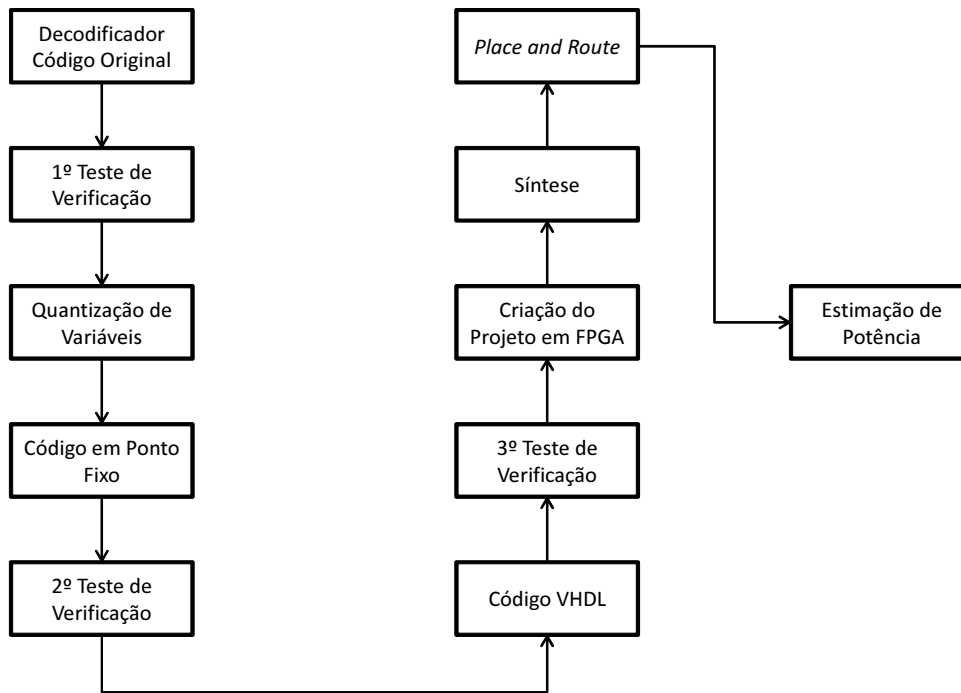 Decodificador
Código Original
1º Teste de
Verificação
Quantização de
Variáveis
Código em Ponto
Fixo
2º Teste de
Verificação
Código VHDL
3º Teste de
Verificação
Criação do
Projeto em FPGA
Síntese
Place and Route
Estimação de
Potência